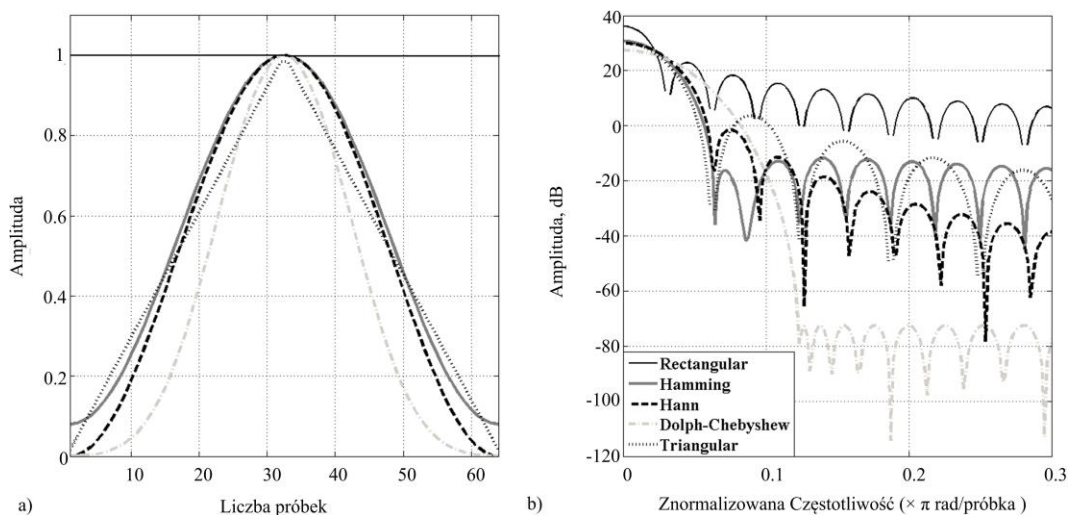 1
0.8
0.6
0.4
0.2
0
Amplituda
10 20 30 40 50 60
Liczba próbek
a)
40
20
0
-20
-40
-60
-80
-100
-120
Amplituda, dB
Rectangular
Hamming
Hann
Dolph-Chebyshew
Triangular
0 0.1 0.2 0.3
Znormalizowana Częstotliwość (× π rad/próbka )
b)